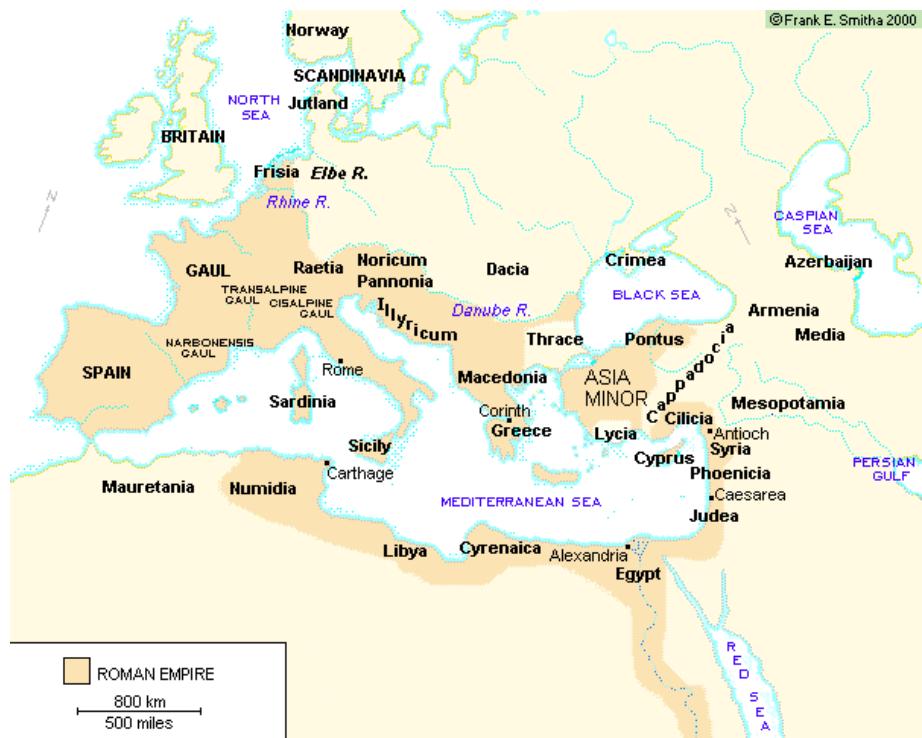 ©Frank E. Smitha 2000
Norway
SCANDINAVIA
NORTH
SEA
Jutland
BRITAIN
Frisia
Elbe R.
Rhine R.
N
N
CASPIAN
SEA
GAUL
Raetia
Noricum
Pannonia
Dacia
Crimea
Azerbaijan
TRANSALPINE
GAUL
CISALPINE
GAUL
Illyricum
Danube R.
BLACK SEA
Armenia
Media
NARBONENSIS
GAUL
Thrace
Pontus
Cappadocia
SPAIN
Rome
Macedonia
ASIA
MINOR
Sardinia
Corinth
Greece
Cilicia
Mesopotamia
Lycia
Antioch
Syria
Sicily
Cyprus
Phoenicia
PERSIAN
GULF
Carthage
Mauretania
Numidia
MEDITERRANEAN SEA
Caesarea
Judea
Libya
Cyrenaica
Alexandria
Egypt
RED SEA
ROMAN EMPIRE
800 km
500 miles